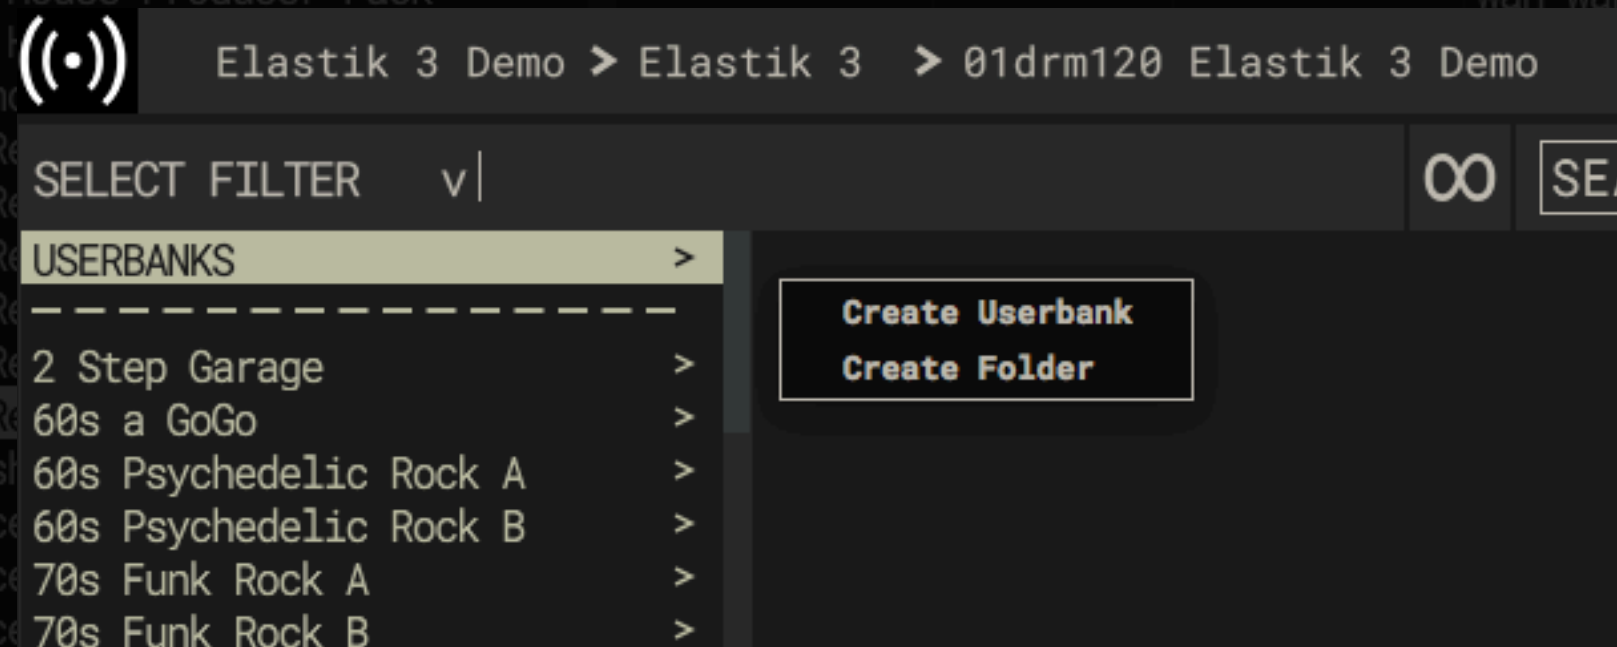 Elastik 3 Demo > Elastik 3 > 01drm120 Elastik 3 Demo
SELECT FILTER v
USERBANKS >
2 Step Garage >
60s a GoGo >
60s Psychedelic Rock A >
60s Psychedelic Rock B >
70s Funk Rock A >
70s Funk Rock B >
Create Userbank
Create Folder